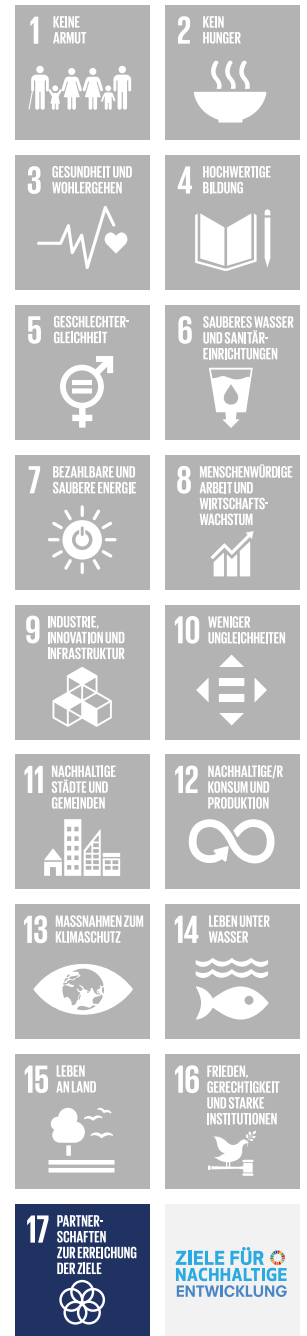 1 KEINE
ARMUT
2 KEIN
HUNGER
3 GESUNDHEIT UND
WOHLERGEHEN
4 HOCHWERTIGE
BILDUNG
5 GESCHLECHTER-
GLEICHHEIT
6 SAUBERES WASSER
UND SANITÄR-
EINRICHTUNGEN
7 BEZAHLBARE UND
SAUBERE ENERGIE
8 MENSCHENWÜRDIGE
ARBEIT UND
WIRTSCHAFTS-
WACHSTUM
9 INDUSTRIE,
INNOVATION UND
INFRASTRUKTUR
10 WENIGER
UNGLEICHHEITEN
11 NACHHALTIGE
STÄDTE UND
GEMEINDEN
12 NACHHALTIGE/R
KONSUM UND
PRODUKTION
13 MASSNAHMEN ZUM
KLIMASCHUTZ
14 LEBEN UNTER
WASSER
15 LEBEN
AN LAND
16 FRIEDEN,
GERECHTIGKEIT
UND STARKE
INSTITUTIONEN
17 PARTNER-
SCHAFTEN
ZUR ERREICHUNG
DER ZIELE
ZIELE FÜR
NACHHALTIGE
ENTWICKLUNG